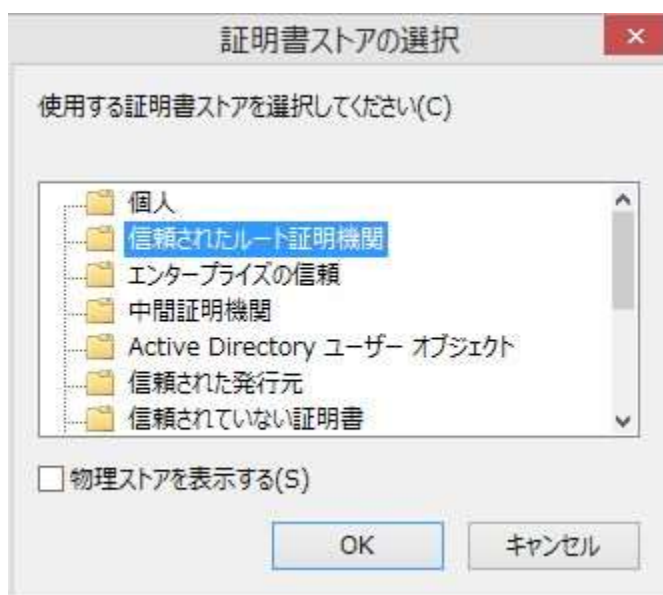 証明書ストアの選択
使用する証明書ストアを選択してください(C)
個人
信頼されたルート証明機関
エンタープライズの信頼
中間証明機関
Active Directory ユーザー オブジェクト
信頼された発行元
信頼されていない証明書
物理ストアを表示する(S)
OK
キャンセル